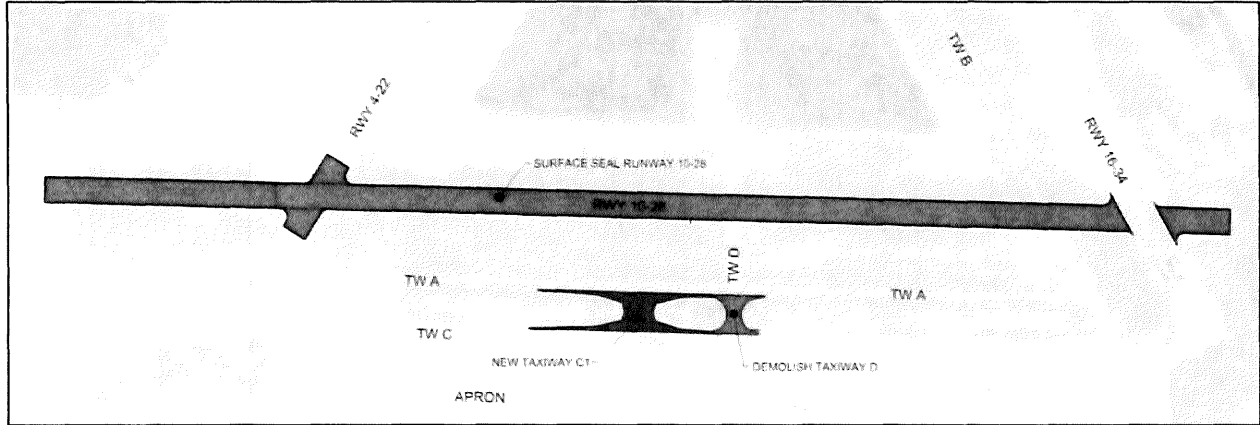 TW B
RWY 4-22
RWY 16-34
SURFACE SEAL RUNWAY 10-28
RWY 10-28
TW D
TW A
TW A
TW C
NEW TAXIWAY C1
DEMOLISH TAXIWAY D
APRON